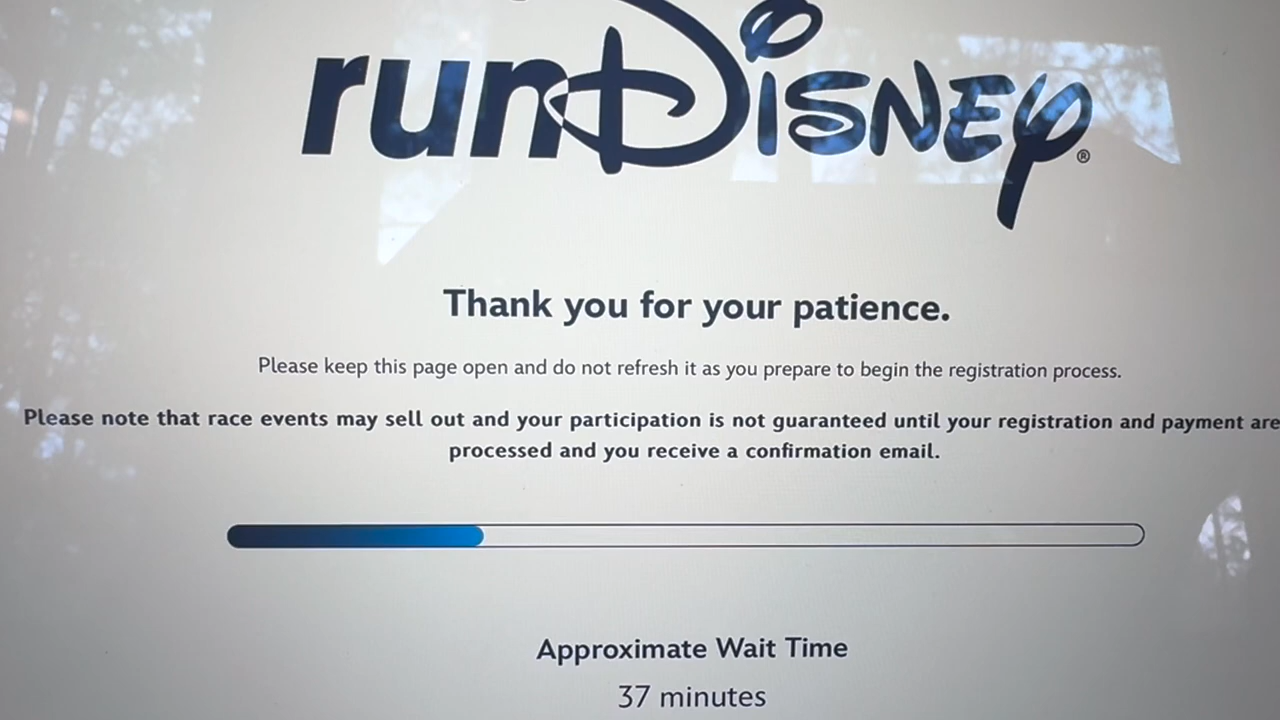 runDisney®
Thank you for your patience.
Please keep this page open and do not refresh it as you prepare to begin the registration process.
Please note that race events may sell out and your participation is not guaranteed until your registration and payment are
processed and you receive a confirmation email.
Approximate Wait Time
37 minutes